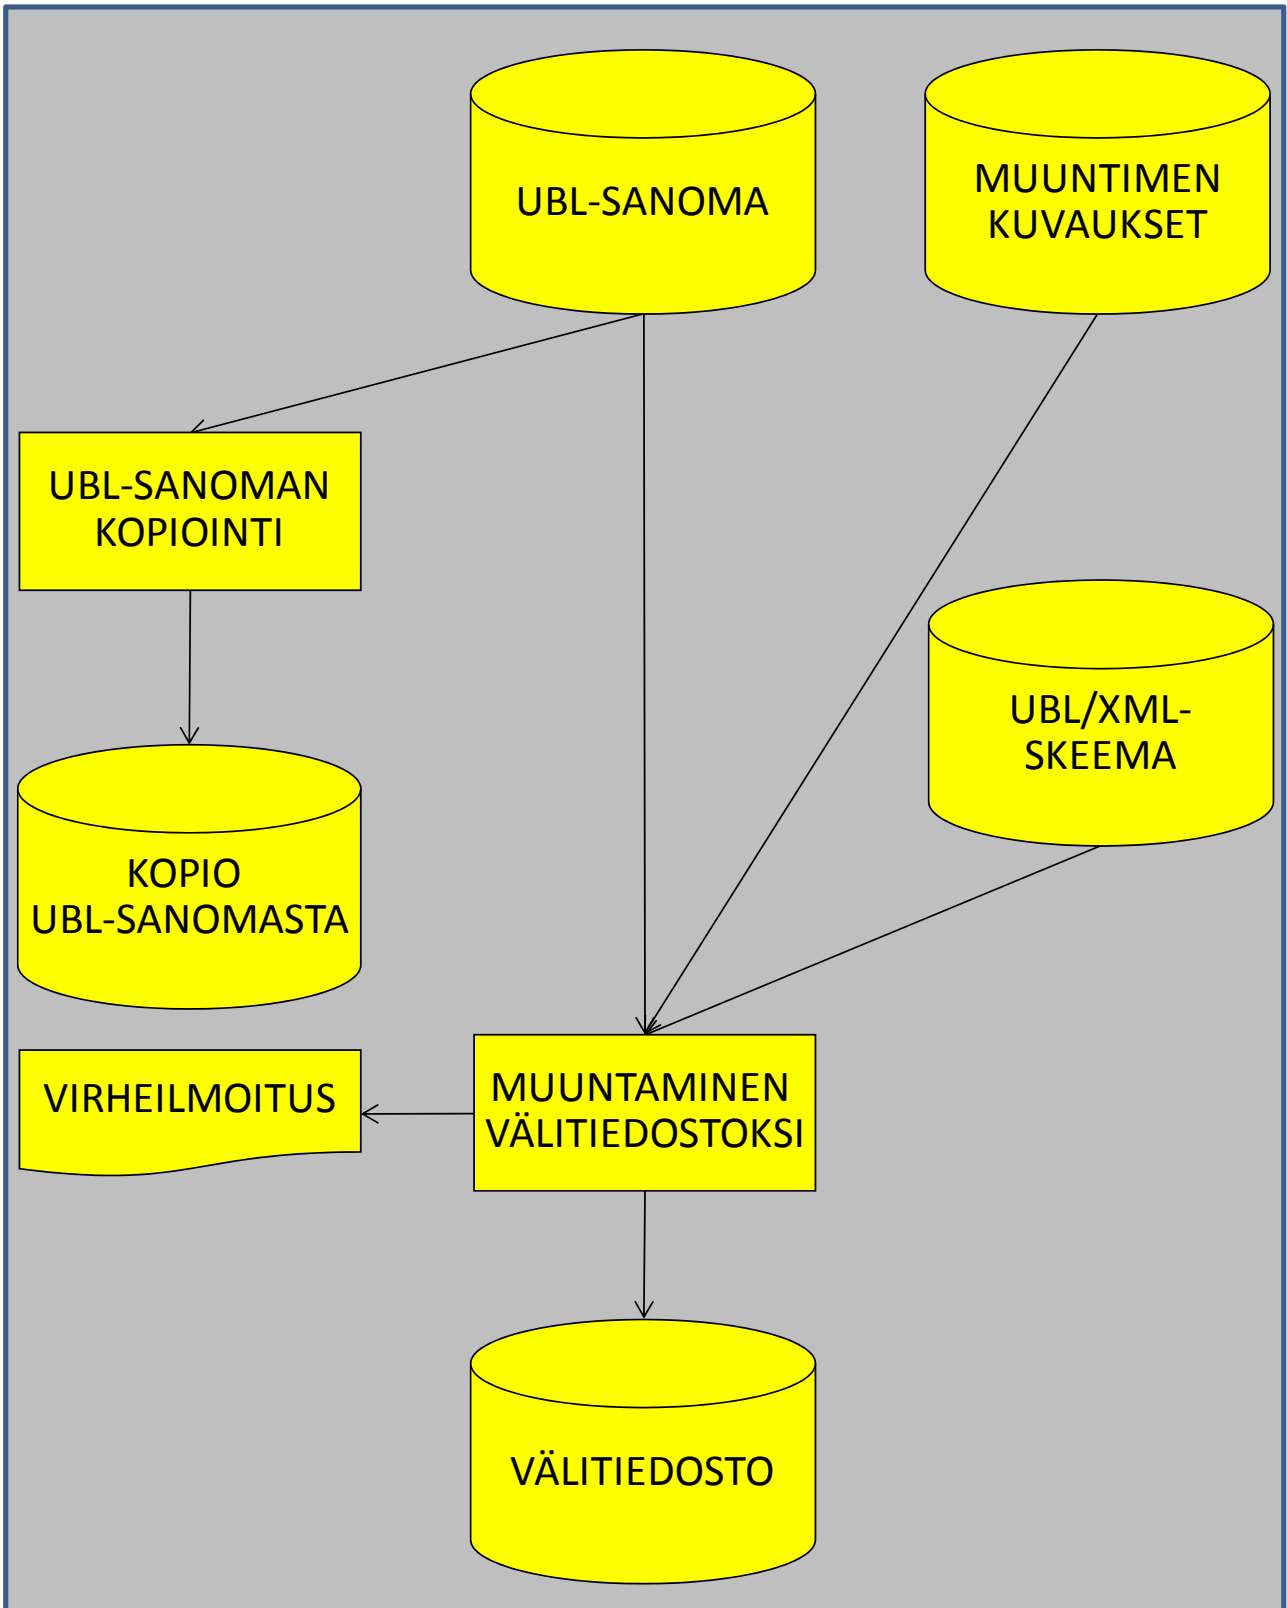 UBL-SANOMA
MUUNTIMEN
KUVAUKSET
UBL-SANOMAN
KOPIOINTI
UBL/XML-
SKEEMA
KOPIO
UBL-SANOMASTA
VIRHEILMOITUS
MUUNTAMINEN
VÄLITIEDOSTOKSI
VÄLITIEDOSTO